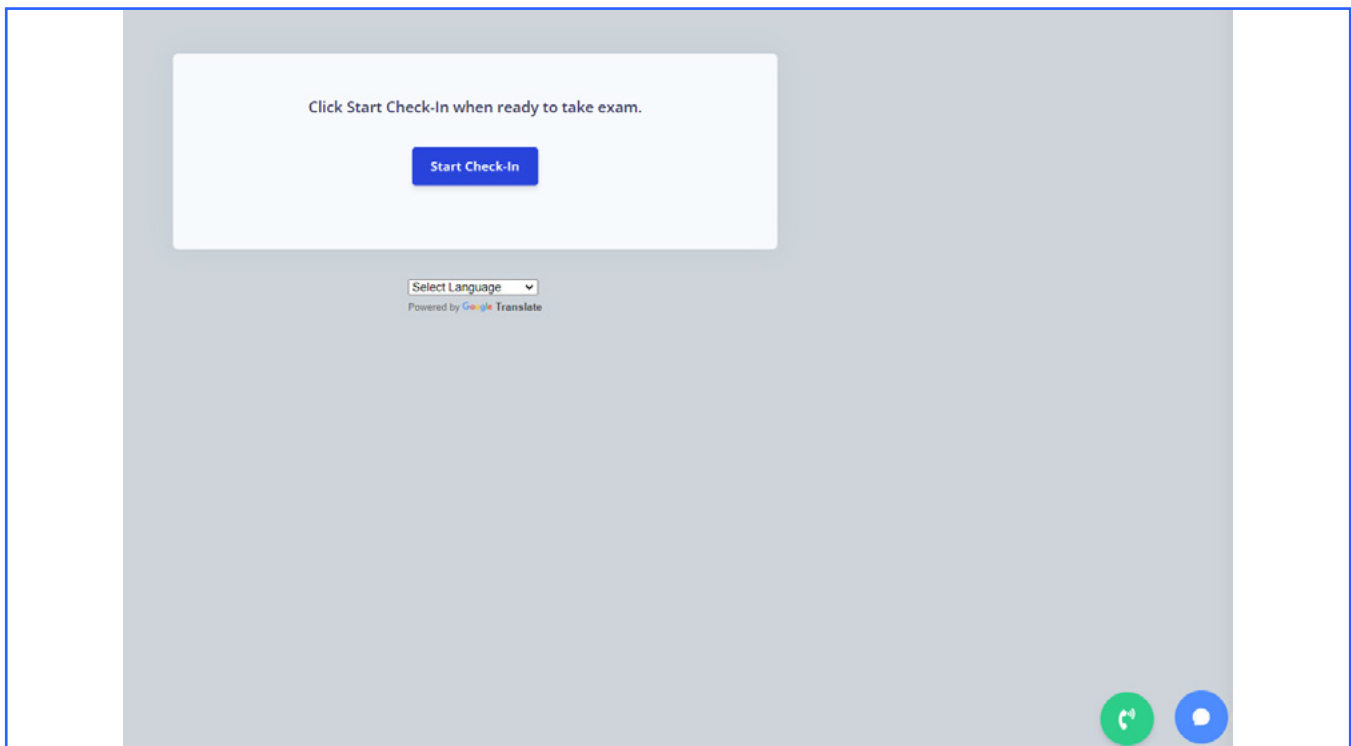 Click Start Check-In when ready to take exam.
Start Check-In
Select Language
Powered by Google Translate